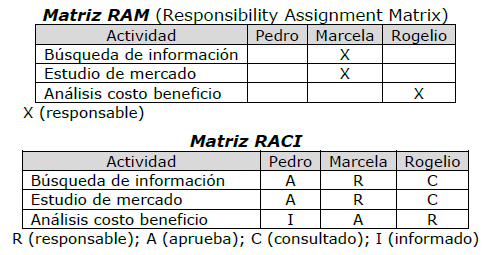 Matriz RAM (Responsibility Assignment Matrix)
Actividad Pedro Marcela Rogelio
Búsqueda de información X
Estudio de mercado X
Análisis costo beneficio X
X (responsable)
Matriz RACI
Actividad Pedro Marcela Rogelio
Búsqueda de información A R C
Estudio de mercado A R C
Análisis costo beneficio I A R
R (responsable); A (aprueba); C (consultado); I (informado)